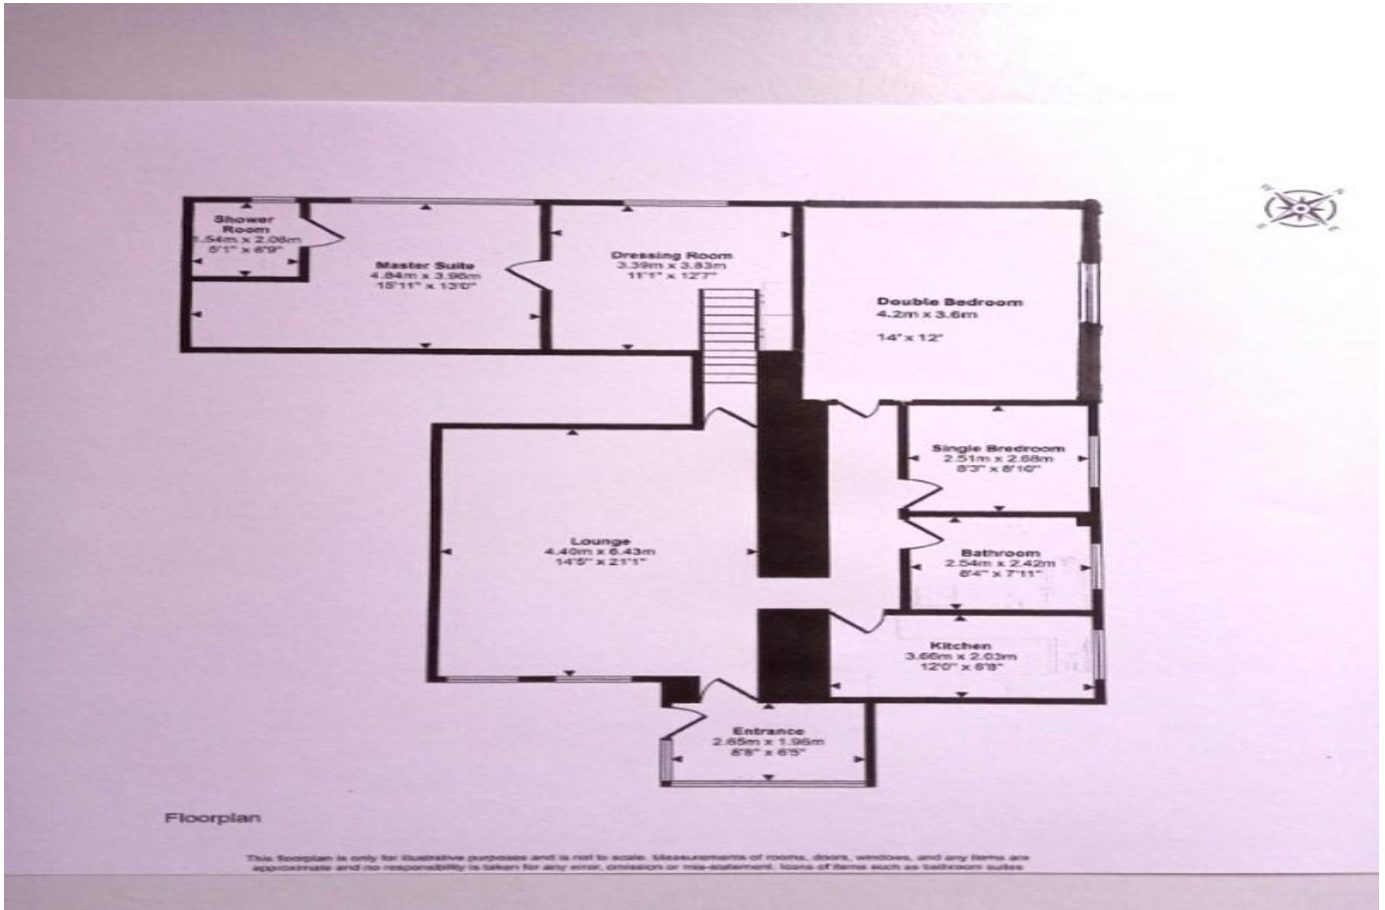 Shower
Room
1.54m x 2.06m
5'1" x 6'9"
Master Suite
4.84m x 3.96m
15'11" x 13'0"
Dressing Room
3.39m x 3.83m
11'1" x 12'7"
Double Bedroom
4.2m x 3.6m
14' x 12'
Single Bredroom
2.51m x 2.68m
8'3" x 8'10"
Lounge
4.40m x 6.43m
14'5" x 21'1"
Bathroom
2.54m x 2.42m
8'4" x 7'11"
Kitchen
3.66m x 2.03m
12'0" x 6'8"
Entrance
2.65m x 1.96m
8'8" x 6'5"
Floorplan
This floorplan is only for illustrative purposes and is not to scale. Measurements of rooms, doors, windows, and any items are
approximate and no responsibility is taken for any error, omission or mis-statement. Icons of items such as bathroom suites